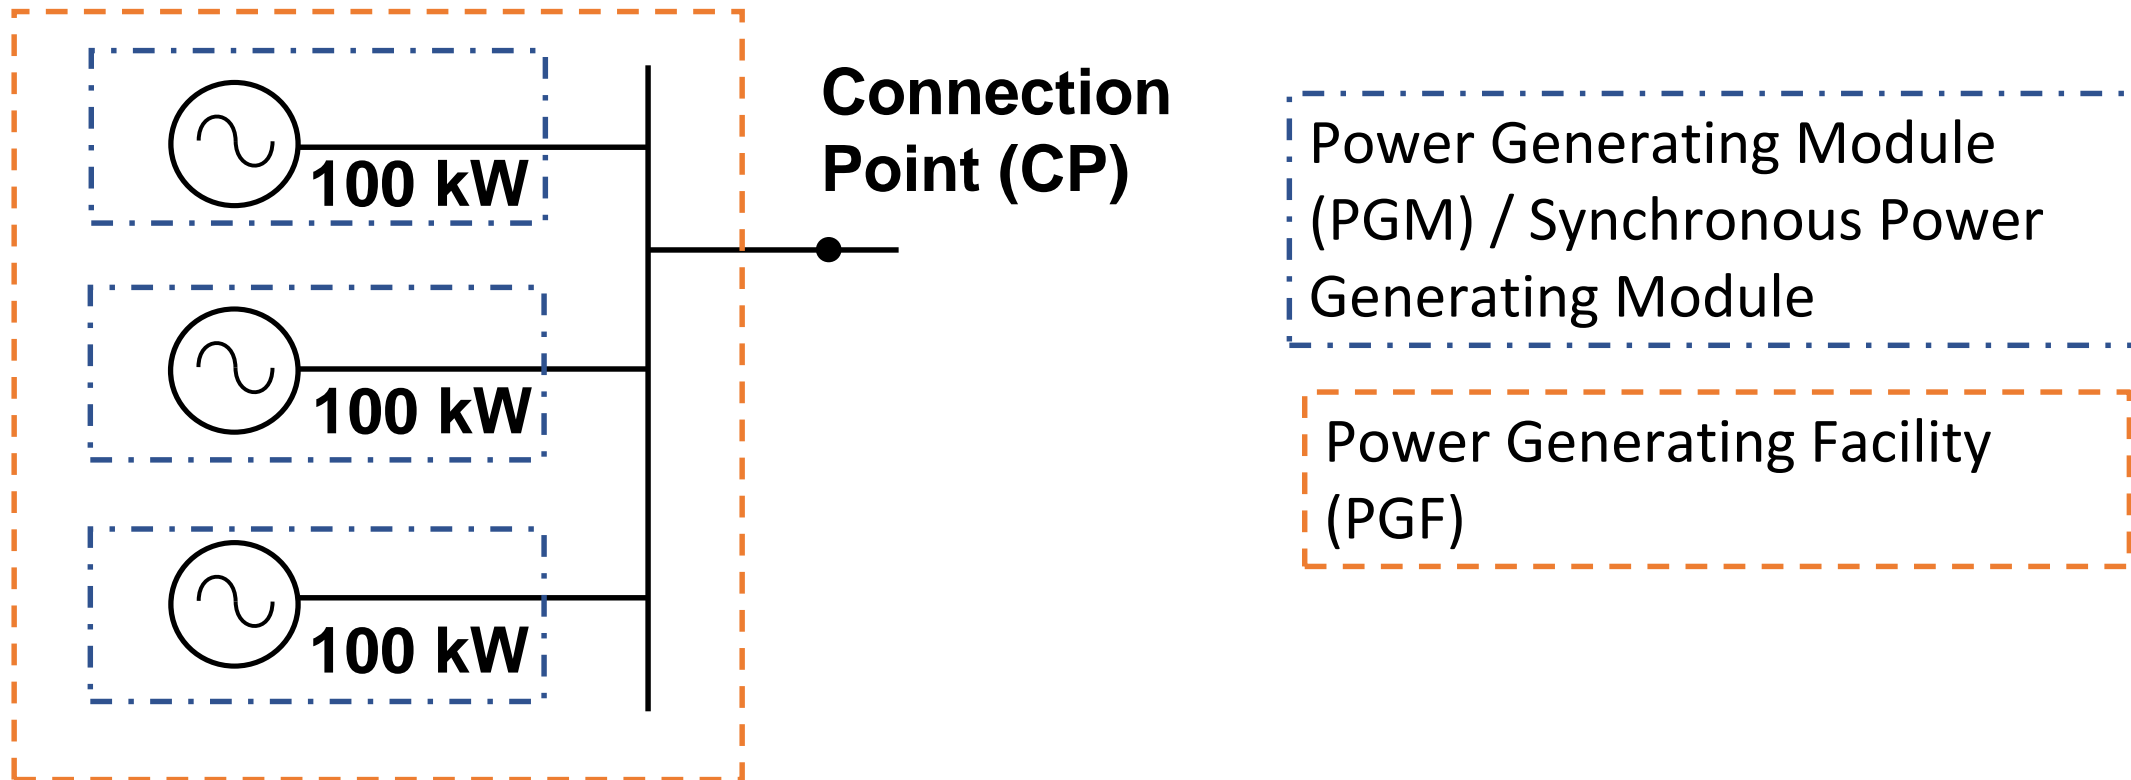 Connection
Point (CP)
100 kW
100 kW
100 kW
Power Generating Module
(PGM) / Synchronous Power
Generating Module
Power Generating Facility
(PGF)